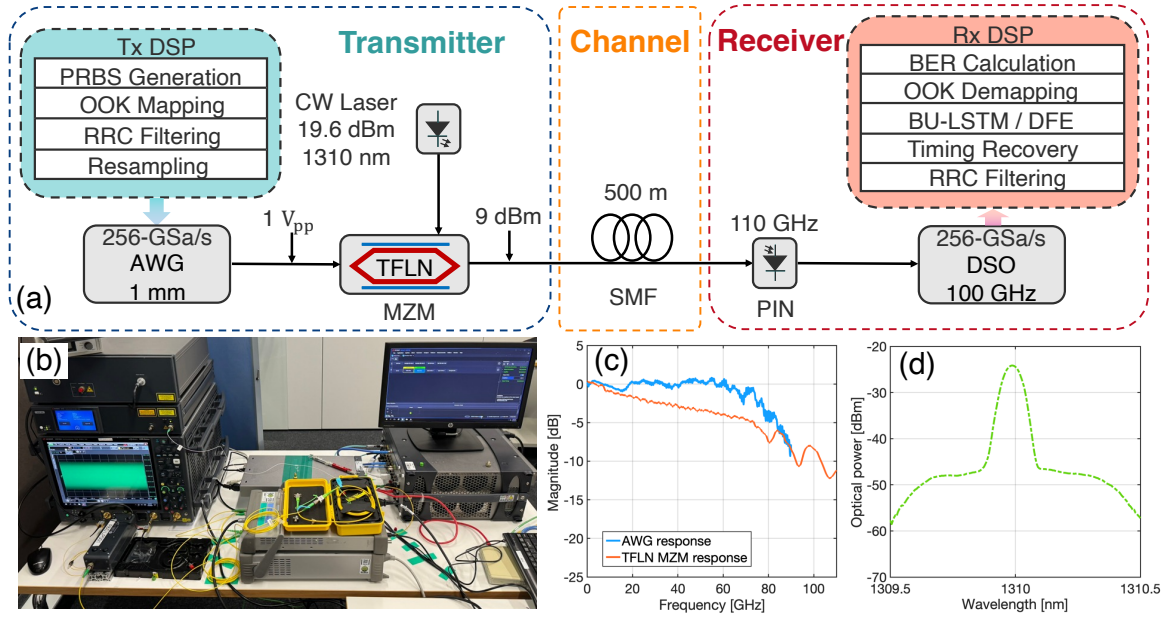 Transmitter
Tx DSP
PRBS Generation
OOK Mapping
RRC Filtering
Resampling
CW Laser
19.6 dBm
1310 nm
1 Vpp
9 dBm
256-GSa/s
AWG
1 mm
TFLN
MZM
(a)
Channel
500 m
SMF
Receiver
Rx DSP
BER Calculation
OOK Demapping
BU-LSTM / DFE
Timing Recovery
RRC Filtering
110 GHz
PIN
256-GSa/s
DSO
100 GHz
(b)
(c)
5
0
-5
-10
-15
-20
-25
Magnitude [dB]
AWG response
TFLN MZM response
0 20 40 60 80 100
Frequency [GHz]
(d)
-20
-30
-40
-50
-60
-70
Optical power [dBm]
1309.5 1310 1310.5
Wavelength [nm]